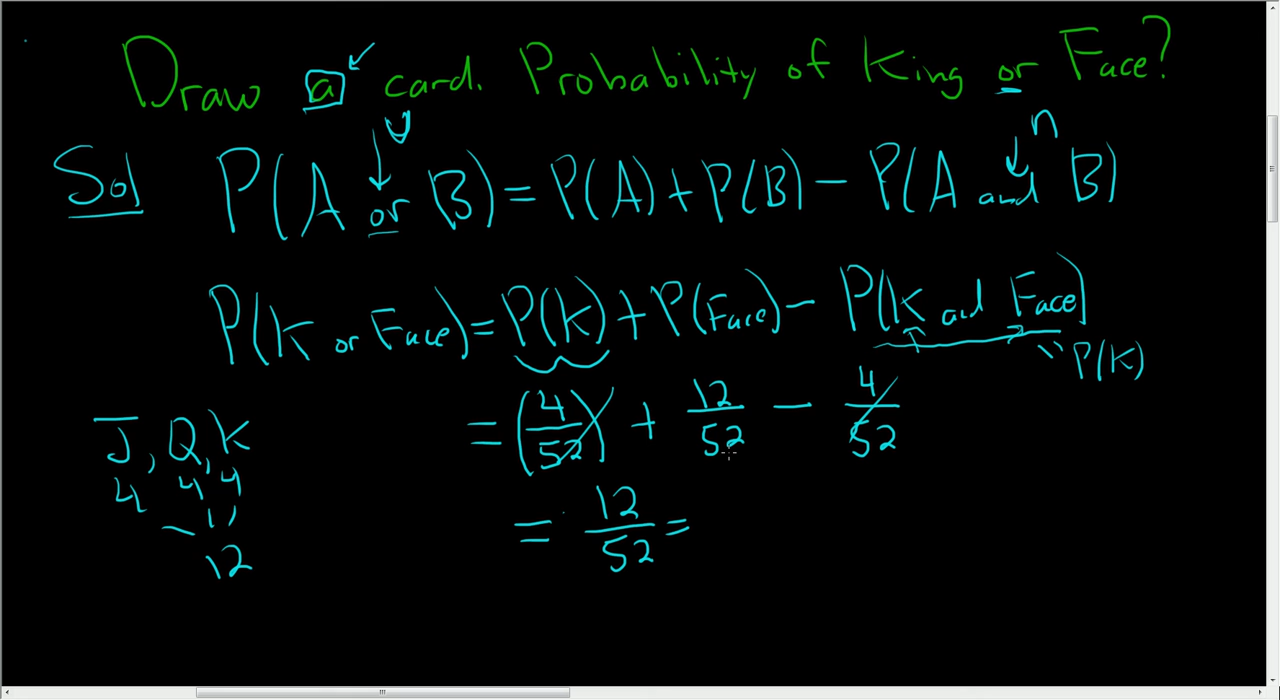 Draw a card. Probability of King or Face?
∪ ∩
Sol P(A or B) = P(A) + P(B) − P(A and B)
P(K or Face) = P(K) + P(Face) − P(K and Face)
P(K)
= (4/52) + 12/52 − 4/52
J, Q, K
4 4 4
12
= 12/52 =